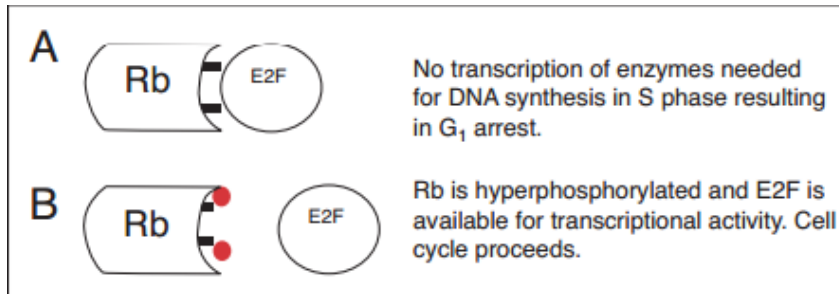 A
Rb
E2F
No transcription of enzymes needed
for DNA synthesis in S phase resulting
in G₁ arrest.
B
Rb
E2F
Rb is hyperphosphorylated and E2F is
available for transcriptional activity. Cell
cycle proceeds.